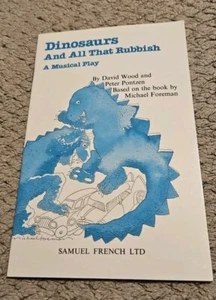 Dinosaurs
And All That Rubbish
A Musical Play
By David Wood and
Peter Pontzen
Based on the book by
Michael Foreman
SAMUEL FRENCH LTD